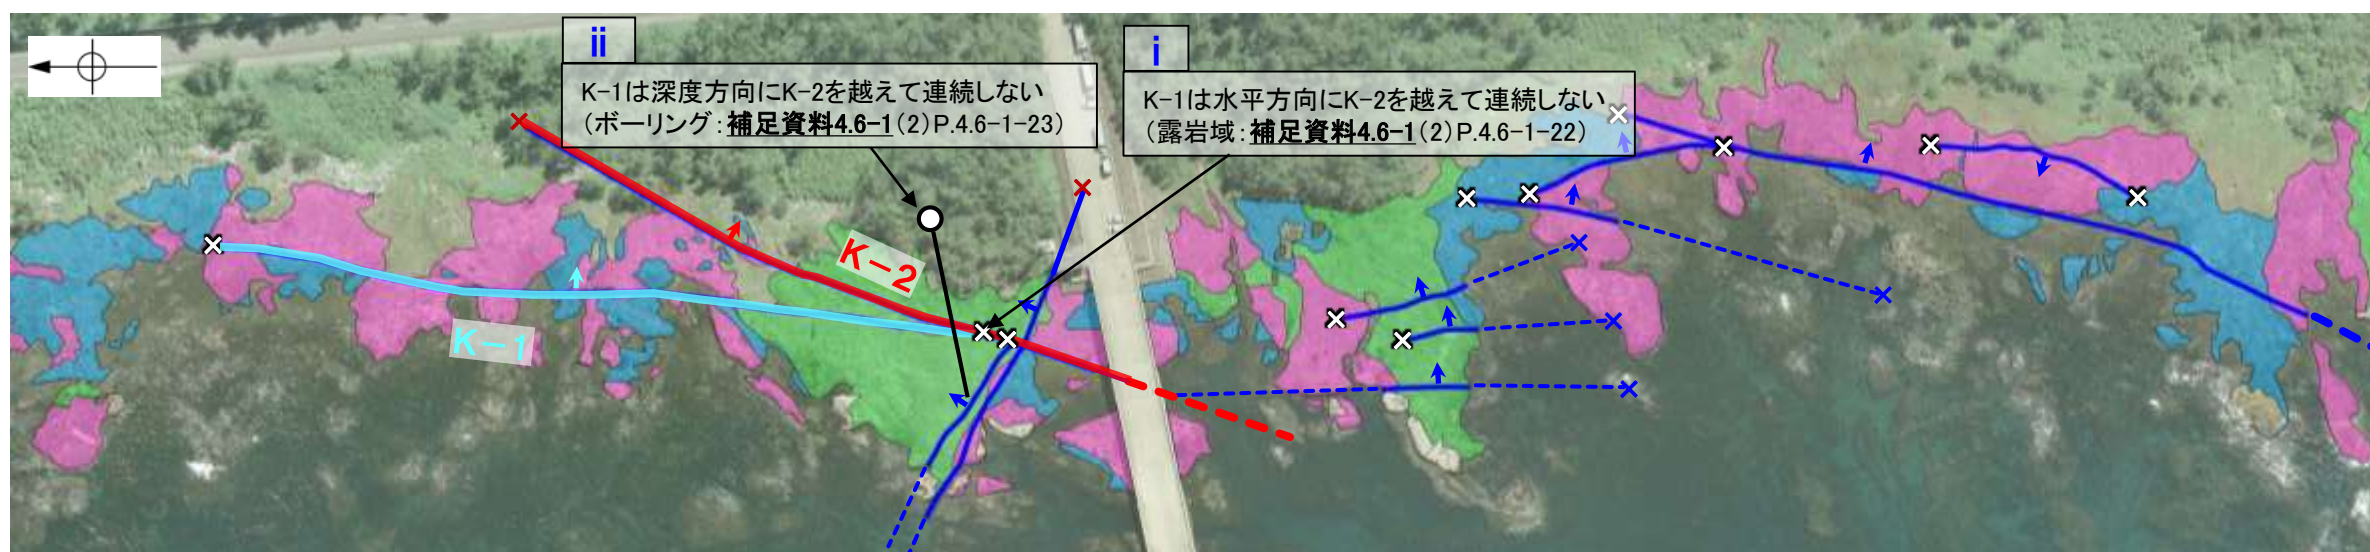 ii
K-1は深度方向にK-2を越えて連続しない
(ボーリング:補足資料4.6-1(2)P.4.6-1-23)
i
K-1は水平方向にK-2を越えて連続しない
(露岩域:補足資料4.6-1(2)P.4.6-1-22)
K-2
K-1